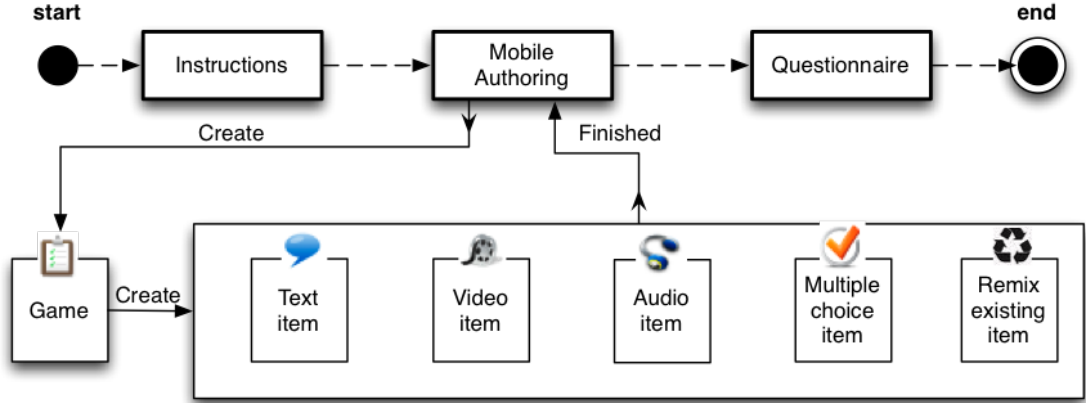 start
end
Instructions
Mobile
Authoring
Questionnaire
Create
Finished
Game
Create
Text
item
Video
item
Audio
item
Multiple
choice
item
Remix
existing
item